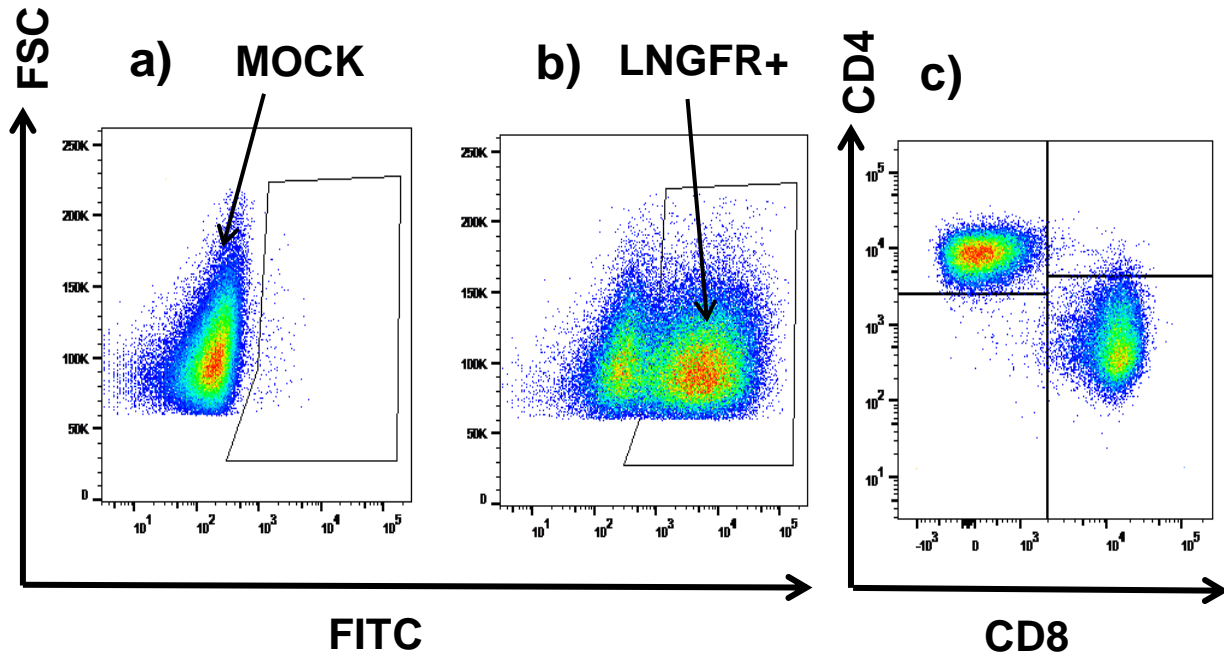 FSC
a) MOCK
b) LNGFR+
CD4
c)
250K
200K
150K
100K
50K
0
10¹ 10² 10³ 10⁴ 10⁵
250K
200K
150K
100K
50K
0
10¹ 10² 10³ 10⁴ 10⁵
10⁵
10⁴
10³
10²
10¹
-10³ 0 10³ 10⁴ 10⁵
FITC
CD8